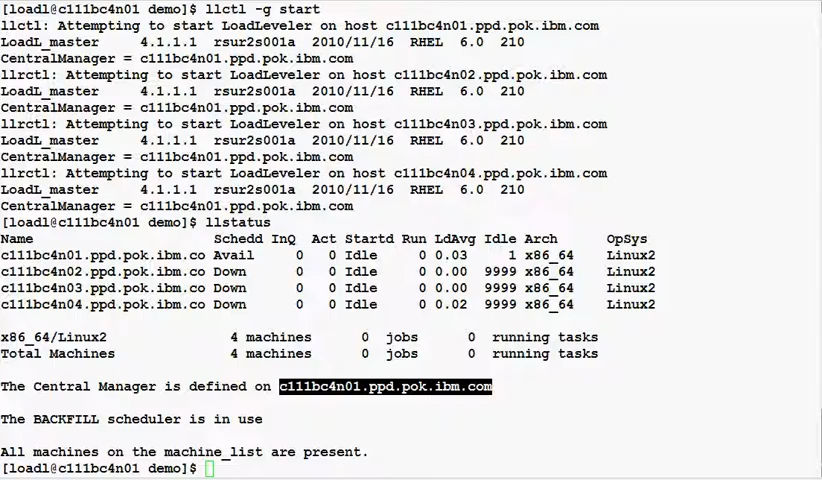 [loadl@c111bc4n01 demo]$ llctl -g start
llctl: Attempting to start LoadLeveler on host c111bc4n01.ppd.pok.ibm.com
LoadL_master   4.1.1.1  rsur2s001a  2010/11/16  RHEL  6.0  210
CentralManager = c111bc4n01.ppd.pok.ibm.com
llrctl: Attempting to start LoadLeveler on host c111bc4n02.ppd.pok.ibm.com
LoadL_master   4.1.1.1  rsur2s001a  2010/11/16  RHEL  6.0  210
CentralManager = c111bc4n01.ppd.pok.ibm.com
llrctl: Attempting to start LoadLeveler on host c111bc4n03.ppd.pok.ibm.com
LoadL_master   4.1.1.1  rsur2s001a  2010/11/16  RHEL  6.0  210
CentralManager = c111bc4n01.ppd.pok.ibm.com
llrctl: Attempting to start LoadLeveler on host c111bc4n04.ppd.pok.ibm.com
LoadL_master   4.1.1.1  rsur2s001a  2010/11/16  RHEL  6.0  210
CentralManager = c111bc4n01.ppd.pok.ibm.com
[loadl@c111bc4n01 demo]$ llstatus
Name                      Schedd InQ  Act Startd Run LdAvg Idle Arch      OpSys
c111bc4n01.ppd.pok.ibm.co Avail     0   0 Idle     0 0.03     1 x86_64    Linux2
c111bc4n02.ppd.pok.ibm.co Down      0   0 Idle     0 0.00  9999 x86_64    Linux2
c111bc4n03.ppd.pok.ibm.co Down      0   0 Idle     0 0.00  9999 x86_64    Linux2
c111bc4n04.ppd.pok.ibm.co Down      0   0 Idle     0 0.02  9999 x86_64    Linux2
x86_64/Linux2             4 machines      0  jobs      0  running tasks
Total Machines            4 machines      0  jobs      0  running tasks
The Central Manager is defined on c111bc4n01.ppd.pok.ibm.com
The BACKFILL scheduler is in use
All machines on the machine_list are present.
[loadl@c111bc4n01 demo]$